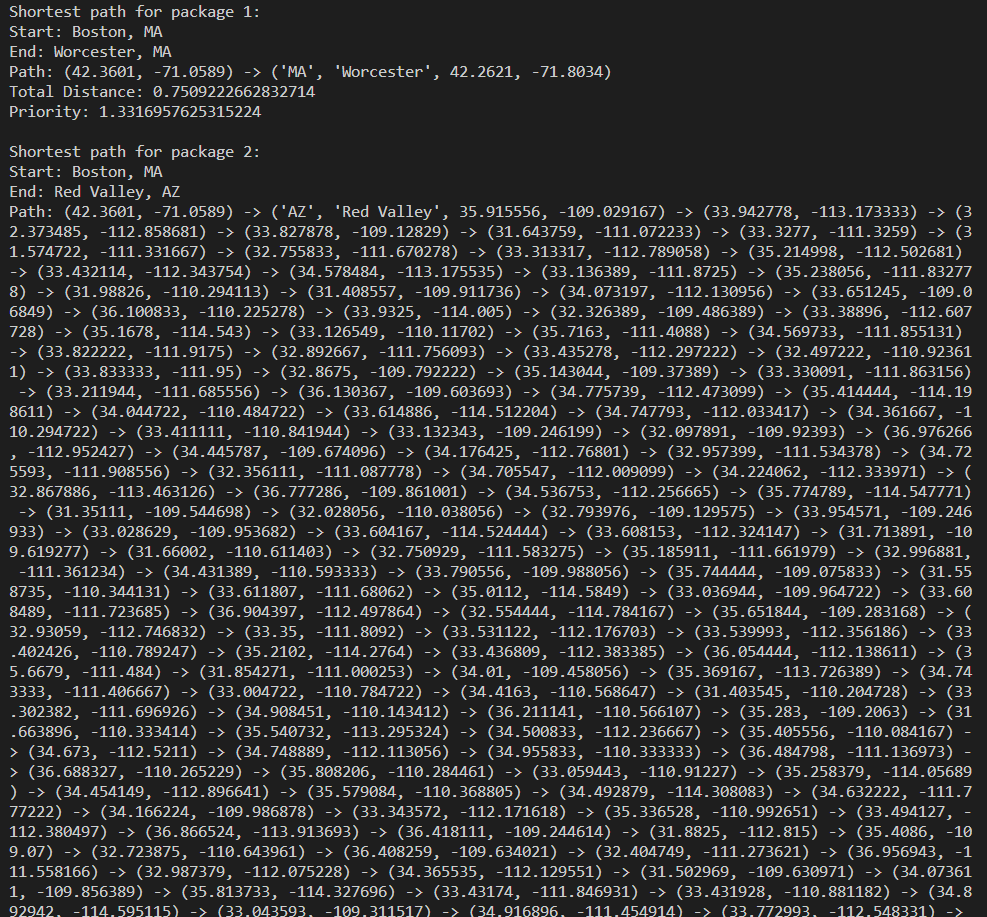 Shortest path for package 1:
Start: Boston, MA
End: Worcester, MA
Path: (42.3601, -71.0589) -> ('MA', 'Worcester', 42.2621, -71.8034)
Total Distance: 0.7509222662832714
Priority: 1.3316957625315224

Shortest path for package 2:
Start: Boston, MA
End: Red Valley, AZ
Path: (42.3601, -71.0589) -> ('AZ', 'Red Valley', 35.915556, -109.029167) -> (33.942778, -113.173333) -> (3
2.373485, -112.858681) -> (33.827878, -109.12829) -> (31.643759, -111.072233) -> (33.3277, -111.3259) -> (3
1.574722, -111.331667) -> (32.755833, -111.670278) -> (33.313317, -112.789058) -> (35.214998, -112.502681)
-> (33.432114, -112.343754) -> (34.578484, -113.175535) -> (33.136389, -111.8725) -> (35.238056, -111.83277
8) -> (31.98826, -110.294113) -> (31.408557, -109.911736) -> (34.073197, -112.130956) -> (33.651245, -109.0
6849) -> (36.100833, -110.225278) -> (33.9325, -114.005) -> (32.326389, -109.486389) -> (33.38896, -112.607
728) -> (35.1678, -114.543) -> (33.126549, -110.11702) -> (35.7163, -111.4088) -> (34.569733, -111.855131)
-> (33.822222, -111.9175) -> (32.892667, -111.756093) -> (33.435278, -112.297222) -> (32.497222, -110.92361
1) -> (33.833333, -111.95) -> (32.8675, -109.792222) -> (35.143044, -109.37389) -> (33.330091, -111.863156)
 -> (33.211944, -111.685556) -> (36.130367, -109.603693) -> (34.775739, -112.473099) -> (35.414444, -114.19
8611) -> (34.044722, -110.484722) -> (33.614886, -114.512204) -> (34.747793, -112.033417) -> (34.361667, -1
10.294722) -> (33.411111, -110.841944) -> (33.132343, -109.246199) -> (32.097891, -109.92393) -> (36.976266
, -112.952427) -> (34.445787, -109.674096) -> (34.176425, -112.76801) -> (32.957399, -111.534378) -> (34.72
5593, -111.908556) -> (32.356111, -111.087778) -> (34.705547, -112.009099) -> (34.224062, -112.333971) -> (
32.867886, -113.463126) -> (36.777286, -109.861001) -> (34.536753, -112.256665) -> (35.774789, -114.547771)
 -> (31.35111, -109.544698) -> (32.028056, -110.038056) -> (32.793976, -109.129575) -> (33.954571, -109.246
933) -> (33.028629, -109.953682) -> (33.604167, -114.524444) -> (33.608153, -112.324147) -> (31.713891, -10
9.619277) -> (31.66002, -110.611403) -> (32.750929, -111.583275) -> (35.185911, -111.661979) -> (32.996881,
 -111.361234) -> (34.431389, -110.593333) -> (33.790556, -109.988056) -> (35.744444, -109.075833) -> (31.55
8735, -110.344131) -> (33.611807, -111.68062) -> (35.0112, -114.5849) -> (33.036944, -109.964722) -> (33.60
8489, -111.723685) -> (36.904397, -112.497864) -> (32.554444, -114.784167) -> (35.651844, -109.283168) -> (
32.93059, -112.746832) -> (33.35, -111.8092) -> (33.531122, -112.176703) -> (33.539993, -112.356186) -> (33
.402426, -110.789247) -> (35.2102, -114.2764) -> (33.436809, -112.383385) -> (36.054444, -112.138611) -> (3
5.6679, -111.484) -> (31.854271, -111.000253) -> (34.01, -109.458056) -> (35.369167, -113.726389) -> (34.74
3333, -111.406667) -> (33.004722, -110.784722) -> (34.4163, -110.568647) -> (31.403545, -110.204728) -> (33
.302382, -111.696926) -> (34.908451, -110.143412) -> (36.211141, -110.566107) -> (35.283, -109.2063) -> (31
.663896, -110.333414) -> (35.540732, -113.295324) -> (34.500833, -112.236667) -> (35.405556, -110.084167) -
> (34.673, -112.5211) -> (34.748889, -112.113056) -> (34.955833, -110.333333) -> (36.484798, -111.136973) -
> (36.688327, -110.265229) -> (35.808206, -110.284461) -> (33.059443, -110.91227) -> (35.258379, -114.05689
) -> (34.454149, -112.896641) -> (35.579084, -110.368805) -> (34.492879, -114.308083) -> (34.632222, -111.7
77222) -> (34.166224, -109.986878) -> (33.343572, -112.171618) -> (35.336528, -110.992651) -> (33.494127, -
112.380497) -> (36.866524, -113.913693) -> (36.418111, -109.244614) -> (31.8825, -112.815) -> (35.4086, -10
9.07) -> (32.723875, -110.643961) -> (36.408259, -109.634021) -> (32.404749, -111.273621) -> (36.956943, -1
11.558166) -> (32.987379, -112.075228) -> (34.365535, -112.129551) -> (31.502969, -109.630971) -> (34.07361
1, -109.856389) -> (35.813733, -114.327696) -> (33.43174, -111.846931) -> (33.431928, -110.881182) -> (34.8
92942, -114.595115) -> (33.043593, -109.311517) -> (34.916896, -111.454914) -> (33.772993, -112.548331) ->